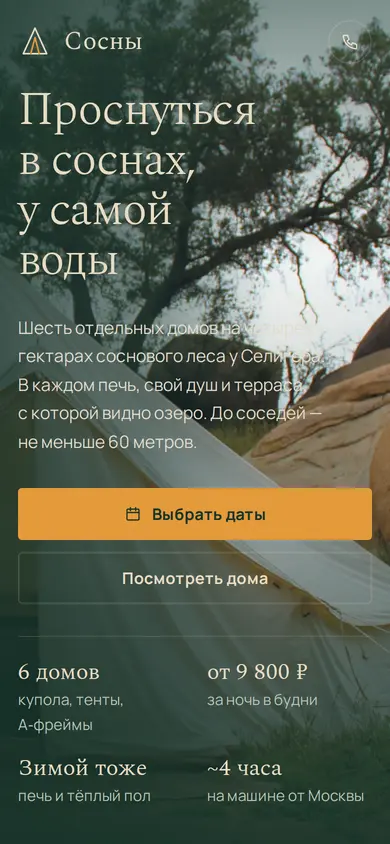 Сосны
Проснуться
в соснах,
у самой
воды
Шесть отдельных домов на четырёх
гектарах соснового леса у Селигера.
В каждом печь, свой душ и терраса,
с которой видно озеро. До соседей —
не меньше 60 метров.
Выбрать даты
Посмотреть дома
6 домов
купола, тенты,
А-фреймы
от 9 800 ₽
за ночь в будни
Зимой тоже
печь и тёплый пол
~4 часа
на машине от Москвы